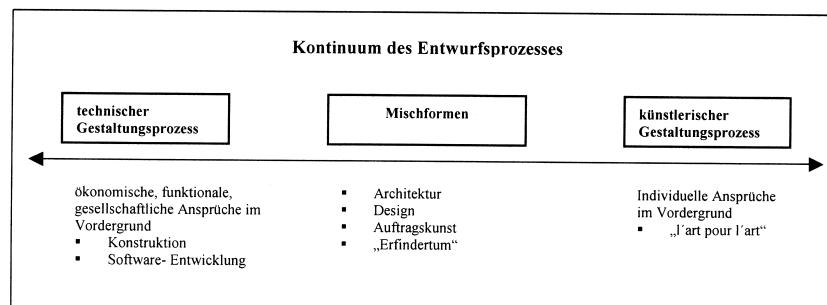 Kontinuum des Entwurfsprozesses
technischer
Gestaltungsprozess
Mischformen
künstlerischer
Gestaltungsprozess
ökonomische, funktionale,
gesellschaftliche Ansprüche im
Vordergrund
▪ Konstruktion
▪ Software- Entwicklung
▪ Architektur
▪ Design
▪ Auftragskunst
▪ „Erfindertum“
Individuelle Ansprüche
im Vordergrund
▪ „l´art pour l´art“